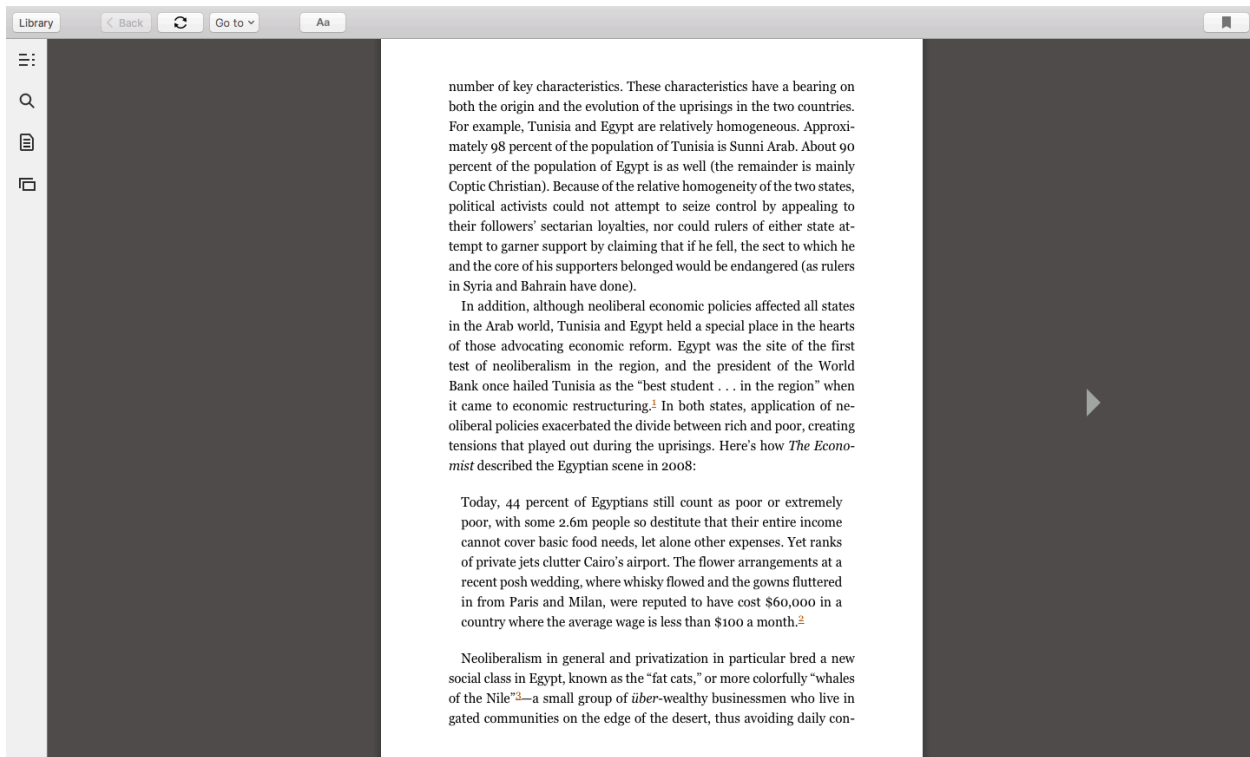 Library
Back
Go to
Aa
number of key characteristics. These characteristics have a bearing on
both the origin and the evolution of the uprisings in the two countries.
For example, Tunisia and Egypt are relatively homogeneous. Approxi-
mately 98 percent of the population of Tunisia is Sunni Arab. About 90
percent of the population of Egypt is as well (the remainder is mainly
Coptic Christian). Because of the relative homogeneity of the two states,
political activists could not attempt to seize control by appealing to
their followers’ sectarian loyalties, nor could rulers of either state at-
tempt to garner support by claiming that if he fell, the sect to which he
and the core of his supporters belonged would be endangered (as rulers
in Syria and Bahrain have done).
In addition, although neoliberal economic policies affected all states
in the Arab world, Tunisia and Egypt held a special place in the hearts
of those advocating economic reform. Egypt was the site of the first
test of neoliberalism in the region, and the president of the World
Bank once hailed Tunisia as the “best student . . . in the region” when
it came to economic restructuring.1 In both states, application of ne-
oliberal policies exacerbated the divide between rich and poor, creating
tensions that played out during the uprisings. Here’s how The Econo-
mist described the Egyptian scene in 2008:
Today, 44 percent of Egyptians still count as poor or extremely
poor, with some 2.6m people so destitute that their entire income
cannot cover basic food needs, let alone other expenses. Yet ranks
of private jets clutter Cairo’s airport. The flower arrangements at a
recent posh wedding, where whisky flowed and the gowns fluttered
in from Paris and Milan, were reputed to have cost $60,000 in a
country where the average wage is less than $100 a month.2
Neoliberalism in general and privatization in particular bred a new
social class in Egypt, known as the “fat cats,” or more colorfully “whales
of the Nile”3—a small group of über-wealthy businessmen who live in
gated communities on the edge of the desert, thus avoiding daily con-